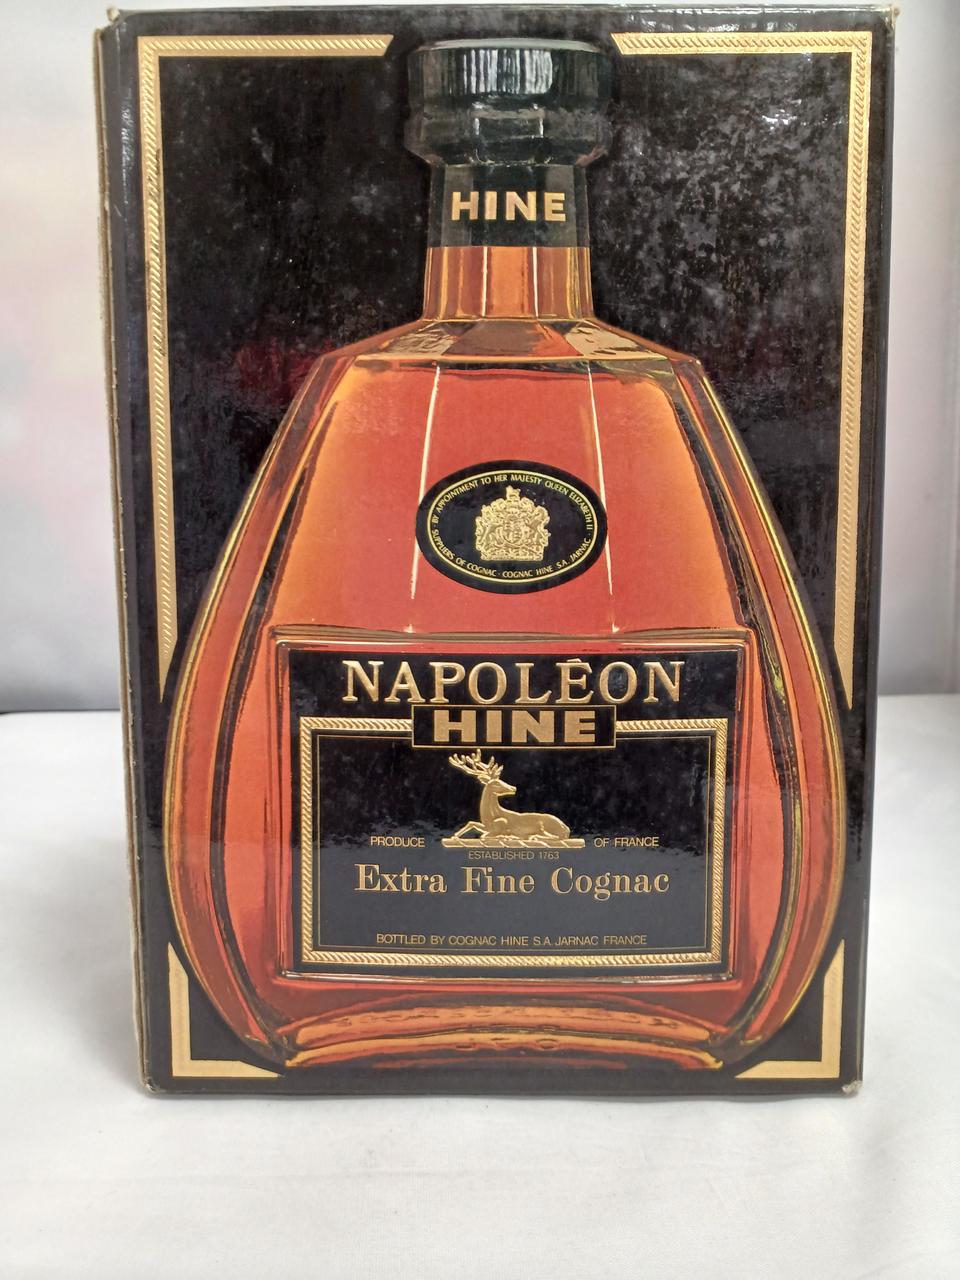 HINE
BY APPOINTMENT TO HER MAJESTY QUEEN ELIZABETH II
SUPPLIERS OF COGNAC · COGNAC HINE S.A. JARNAC
NAPOLÉON
HINE
PRODUCE OF FRANCE
ESTABLISHED 1763
Extra Fine Cognac
BOTTLED BY COGNAC HINE S.A. JARNAC FRANCE